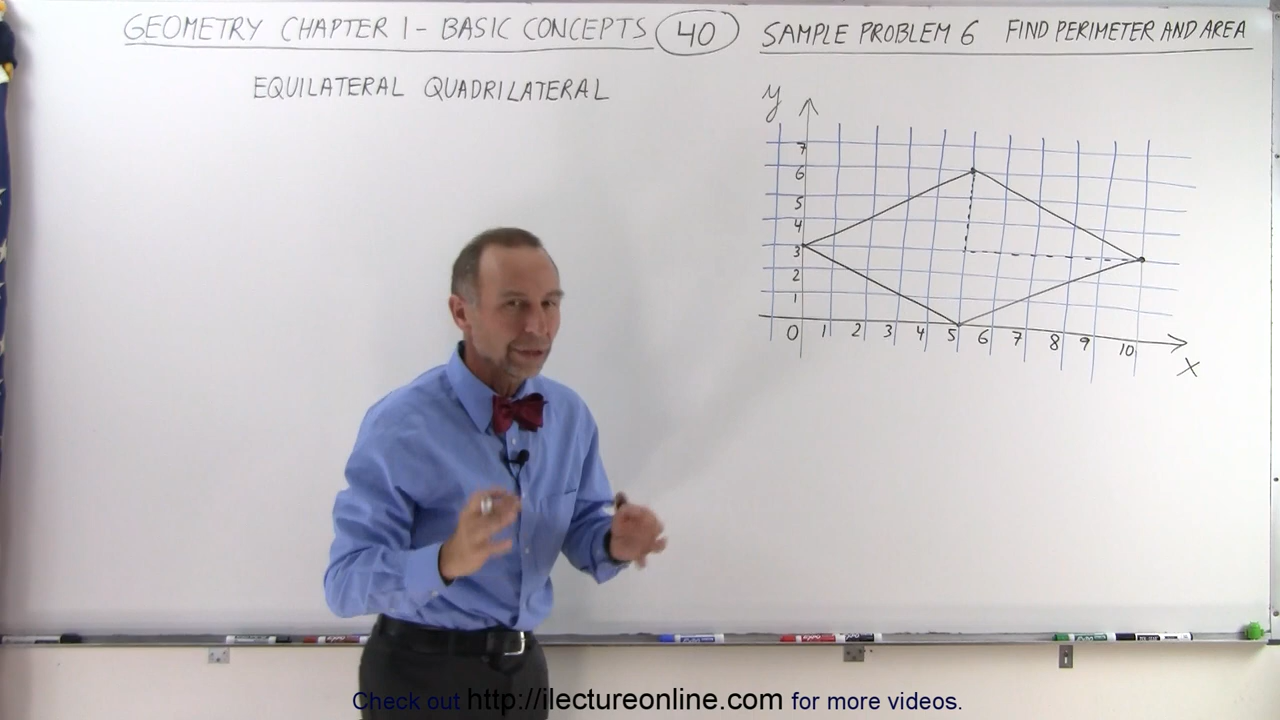 GEOMETRY CHAPTER 1 - BASIC CONCEPTS 40 SAMPLE PROBLEM 6 FIND PERIMETER AND AREA
EQUILATERAL QUADRILATERAL
y
7
6
5
4
3
2
1
0 1 2 3 4 5 6 7 8 9 10
x
Check out http://ilectureonline.com for more videos.